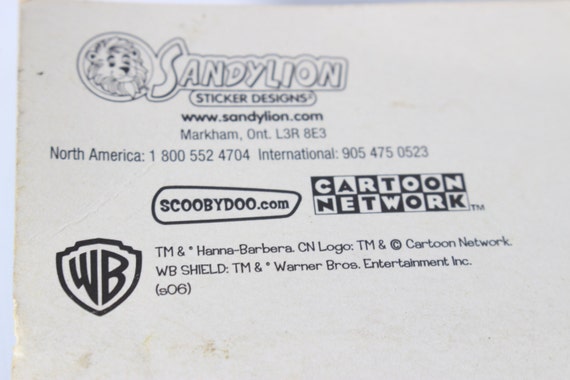 SANDYLION
STICKER DESIGNS®
www.sandylion.com
Markham, Ont. L3R 8E3
North America: 1 800 552 4704 International: 905 475 0523
SCOOBYDOO.com
CARTOON
NETWORK TM
WB
TM & ° Hanna-Barbera. CN Logo: TM & © Cartoon Network.
WB SHIELD: TM & ° Warner Bros. Entertainment Inc.
(s06)